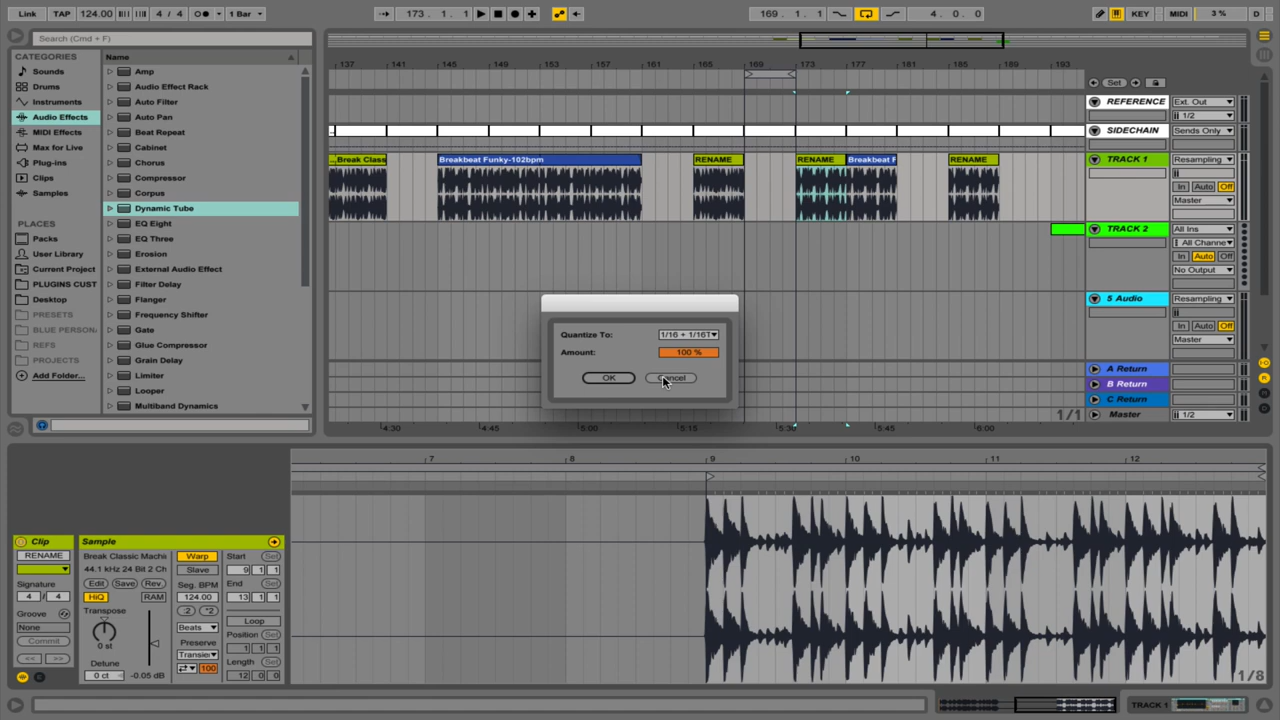 Link TAP 124.00 4 / 4 1 Bar 173 . 1 . 1 169 . 1 . 1 4 . 0 . 0 KEY MIDI 3 % D
Search (Cmd + F)
CATEGORIES
Sounds
Drums
Instruments
Audio Effects
MIDI Effects
Max for Live
Plug-ins
Clips
Samples
PLACES
Packs
User Library
Current Project
PLUGINS CUST
Desktop
PRESETS
BLUE PERSON
REFS
PROJECTS
Add Folder...
Name
Amp
Audio Effect Rack
Auto Filter
Auto Pan
Beat Repeat
Cabinet
Chorus
Compressor
Corpus
Dynamic Tube
EQ Eight
EQ Three
Erosion
External Audio Effect
Filter Delay
Flanger
Frequency Shifter
Gate
Glue Compressor
Grain Delay
Limiter
Looper
Multiband Dynamics
137 141 145 149 153 157 161 165 169 173 177 181 185 189 193
Set
REFERENCE Ext. Out
1/2
SIDECHAIN Sends Only
Break Class Breakbeat Funky-102bpm RENAME RENAME Breakbeat F RENAME
TRACK 1 Resampling
In Auto Off
Master
TRACK 2 All Ins
All Channe
In Auto Off
No Output
5 Audio Resampling
In Auto Off
Master
A Return
B Return
C Return
Master 1/2
1/1
4:30 4:45 5:00 5:15 5:30 5:45 6:00
Quantize To: 1/16 + 1/16T
Amount: 100 %
OK Cancel
7 8 9 10 11 12
Clip
RENAME
Signature
4 / 4
Groove
None
Commit
<< >>
Sample
Break Classic Machi
44.1 kHz 24 Bit 2 Ch
Edit Save Rev.
HiQ RAM
Transpose
0 st
Detune
0 ct -0.05 dB
Warp
Slave
Seg. BPM
124.00
:2 *2
Beats
Preserve
Transie
100
Start Set
9 1 1
End Set
13 1 1
Loop
Position Set
1 1 1
Length Set
12 0 0
1/8
TRACK 1